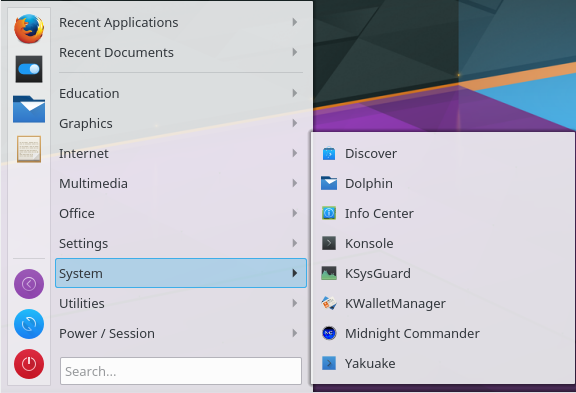 Recent Applications
Recent Documents
Education
Graphics
Internet
Multimedia
Office
Settings
System
Utilities
Power / Session
Search...
Discover
Dolphin
Info Center
Konsole
KSysGuard
KWalletManager
Midnight Commander
Yakuake